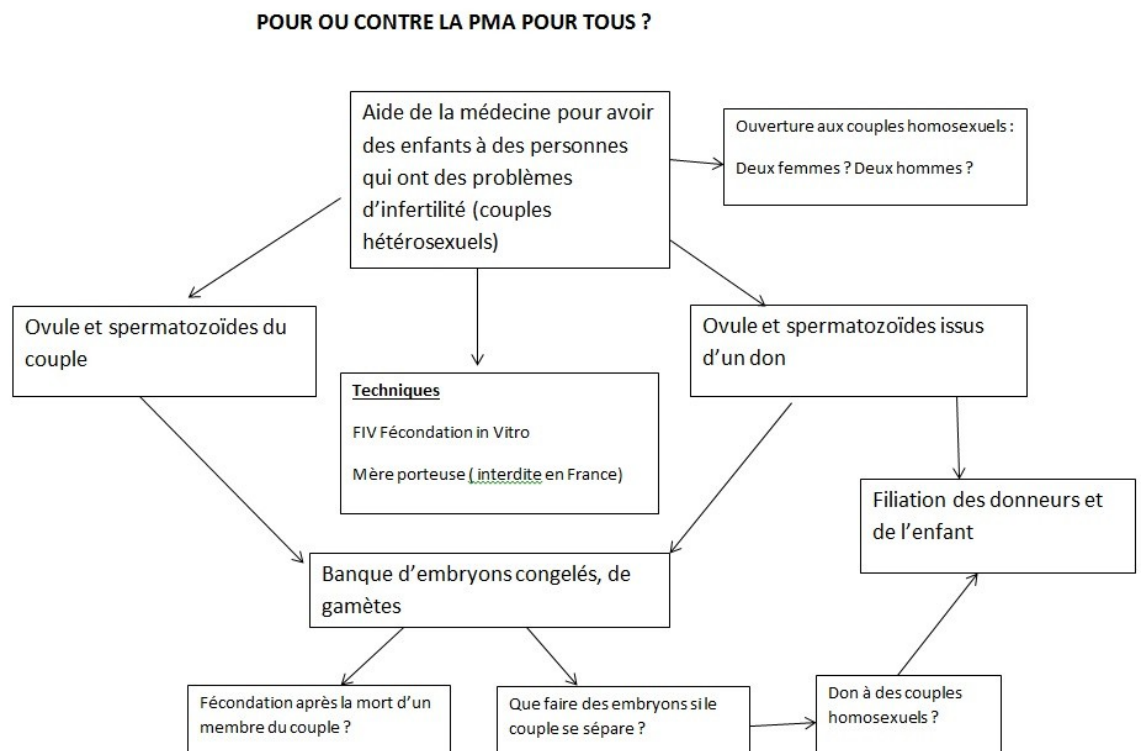 POUR OU CONTRE LA PMA POUR TOUS ?
Aide de la médecine pour avoir
des enfants à des personnes
qui ont des problèmes
d'infertilité (couples
hétérosexuels)
Ouverture aux couples homosexuels :
Deux femmes ? Deux hommes ?
Ovule et spermatozoïdes du
couple
Techniques
FIV Fécondation in Vitro
Mère porteuse ( interdite en France)
Ovule et spermatozoïdes issus
d'un don
Filiation des donneurs et
de l'enfant
Banque d'embryons congelés, de
gamètes
Fécondation après la mort d'un
membre du couple ?
Que faire des embryons si le
couple se sépare ?
Don à des couples
homosexuels ?